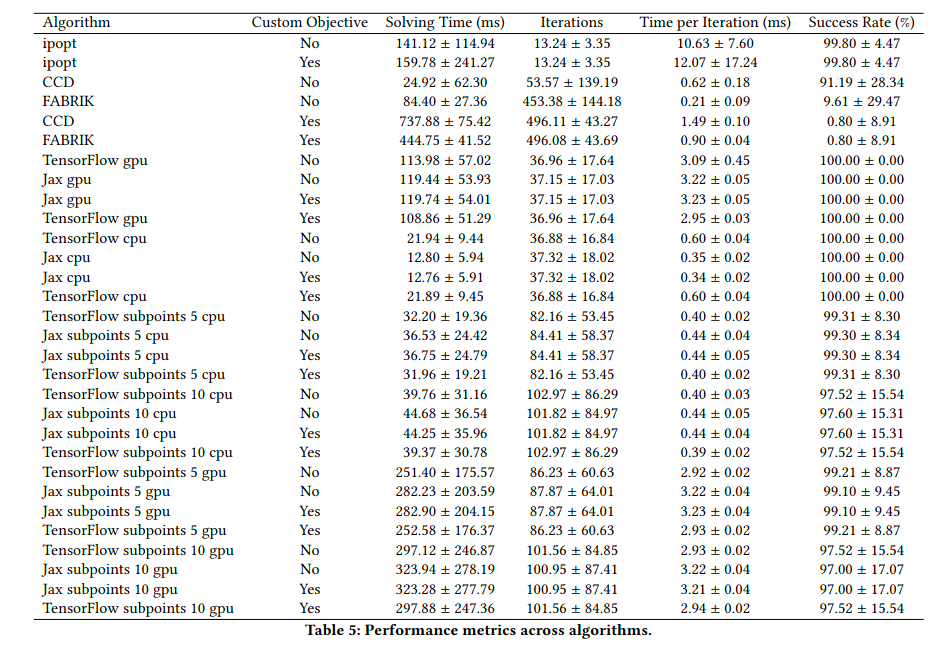 Algorithm Custom Objective Solving Time (ms) Iterations Time per Iteration (ms) Success Rate (%)
ipopt No 141.12 ± 114.94 13.24 ± 3.35 10.63 ± 7.60 99.80 ± 4.47
ipopt Yes 159.78 ± 241.27 13.24 ± 3.35 12.07 ± 17.24 99.80 ± 4.47
CCD No 24.92 ± 62.30 53.57 ± 139.19 0.62 ± 0.18 91.19 ± 28.34
FABRIK No 84.40 ± 27.36 453.38 ± 144.18 0.21 ± 0.09 9.61 ± 29.47
CCD Yes 737.88 ± 75.42 496.11 ± 43.27 1.49 ± 0.10 0.80 ± 8.91
FABRIK Yes 444.75 ± 41.52 496.08 ± 43.69 0.90 ± 0.04 0.80 ± 8.91
TensorFlow gpu No 113.98 ± 57.02 36.96 ± 17.64 3.09 ± 0.45 100.00 ± 0.00
Jax gpu No 119.44 ± 53.93 37.15 ± 17.03 3.22 ± 0.05 100.00 ± 0.00
Jax gpu Yes 119.74 ± 54.01 37.15 ± 17.03 3.23 ± 0.05 100.00 ± 0.00
TensorFlow gpu Yes 108.86 ± 51.29 36.96 ± 17.64 2.95 ± 0.03 100.00 ± 0.00
TensorFlow cpu No 21.94 ± 9.44 36.88 ± 16.84 0.60 ± 0.04 100.00 ± 0.00
Jax cpu No 12.80 ± 5.94 37.32 ± 18.02 0.35 ± 0.02 100.00 ± 0.00
Jax cpu Yes 12.76 ± 5.91 37.32 ± 18.02 0.34 ± 0.02 100.00 ± 0.00
TensorFlow cpu Yes 21.89 ± 9.45 36.88 ± 16.84 0.60 ± 0.04 100.00 ± 0.00
TensorFlow subpoints 5 cpu No 32.20 ± 19.36 82.16 ± 53.45 0.40 ± 0.02 99.31 ± 8.30
Jax subpoints 5 cpu No 36.53 ± 24.42 84.41 ± 58.37 0.44 ± 0.04 99.30 ± 8.34
Jax subpoints 5 cpu Yes 36.75 ± 24.79 84.41 ± 58.37 0.44 ± 0.05 99.30 ± 8.34
TensorFlow subpoints 5 cpu Yes 31.96 ± 19.21 82.16 ± 53.45 0.40 ± 0.02 99.31 ± 8.30
TensorFlow subpoints 10 cpu No 39.76 ± 31.16 102.97 ± 86.29 0.40 ± 0.03 97.52 ± 15.54
Jax subpoints 10 cpu No 44.68 ± 36.54 101.82 ± 84.97 0.44 ± 0.05 97.60 ± 15.31
Jax subpoints 10 cpu Yes 44.25 ± 35.96 101.82 ± 84.97 0.44 ± 0.04 97.60 ± 15.31
TensorFlow subpoints 10 cpu Yes 39.37 ± 30.78 102.97 ± 86.29 0.39 ± 0.02 97.52 ± 15.54
TensorFlow subpoints 5 gpu No 251.40 ± 175.57 86.23 ± 60.63 2.92 ± 0.02 99.21 ± 8.87
Jax subpoints 5 gpu No 282.23 ± 203.59 87.87 ± 64.01 3.22 ± 0.04 99.10 ± 9.45
Jax subpoints 5 gpu Yes 282.90 ± 204.15 87.87 ± 64.01 3.23 ± 0.04 99.10 ± 9.45
TensorFlow subpoints 5 gpu Yes 252.58 ± 176.37 86.23 ± 60.63 2.93 ± 0.02 99.21 ± 8.87
TensorFlow subpoints 10 gpu No 297.12 ± 246.87 101.56 ± 84.85 2.93 ± 0.02 97.52 ± 15.54
Jax subpoints 10 gpu No 323.94 ± 278.19 100.95 ± 87.41 3.22 ± 0.04 97.00 ± 17.07
Jax subpoints 10 gpu Yes 323.28 ± 277.79 100.95 ± 87.41 3.21 ± 0.04 97.00 ± 17.07
TensorFlow subpoints 10 gpu Yes 297.88 ± 247.36 101.56 ± 84.85 2.94 ± 0.02 97.52 ± 15.54
Table 5: Performance metrics across algorithms.